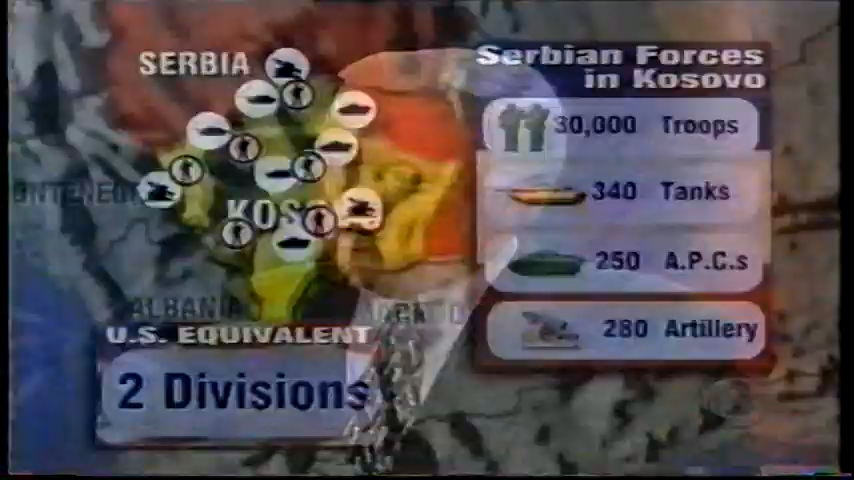 SERBIA
Serbian Forces
in Kosovo
30,000 Troops
340 Tanks
250 A.P.C.s
280 Artillery
U.S. EQUIVALENT
2 Divisions